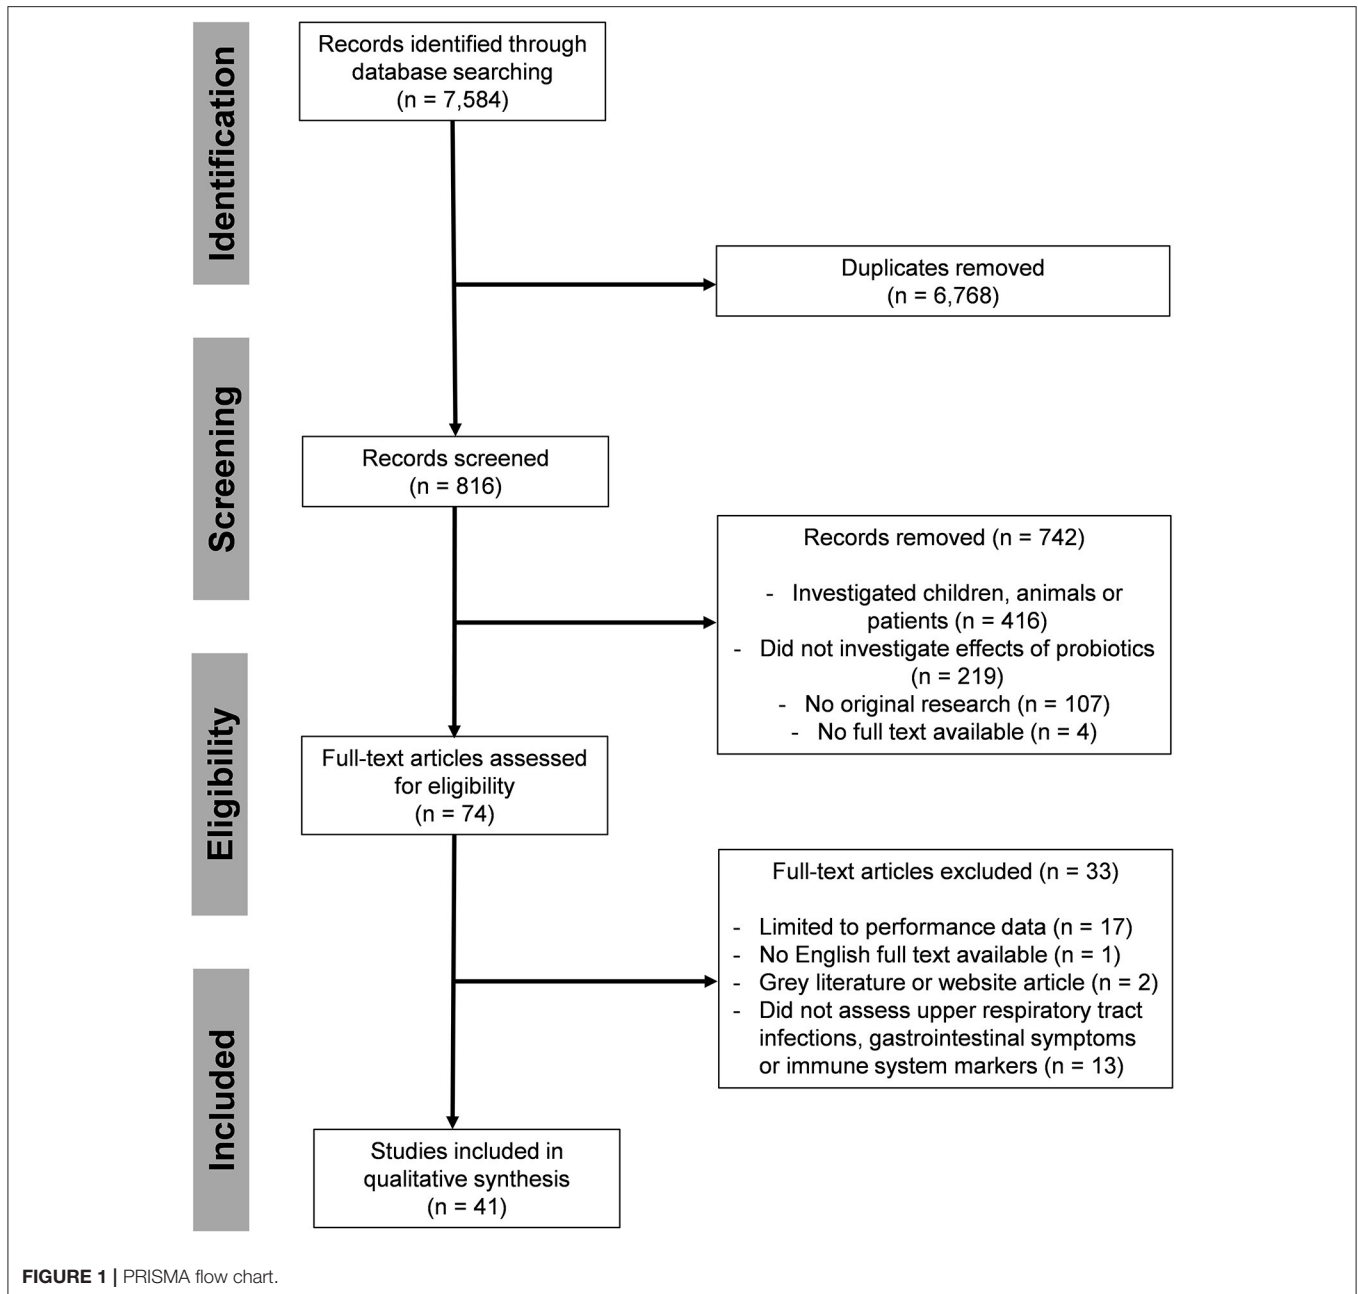 Identification
Records identified through
database searching
(n = 7,584)
Duplicates removed
(n = 6,768)
Screening
Records screened
(n = 816)
Records removed (n = 742)
- Investigated children, animals or
patients (n = 416)
- Did not investigate effects of probiotics
(n = 219)
- No original research (n = 107)
- No full text available (n = 4)
Eligibility
Full-text articles assessed
for eligibility
(n = 74)
Full-text articles excluded (n = 33)
- Limited to performance data (n = 17)
- No English full text available (n = 1)
- Grey literature or website article (n = 2)
- Did not assess upper respiratory tract
infections, gastrointestinal symptoms
or immune system markers (n = 13)
Included
Studies included in
qualitative synthesis
(n = 41)
FIGURE 1 | PRISMA flow chart.